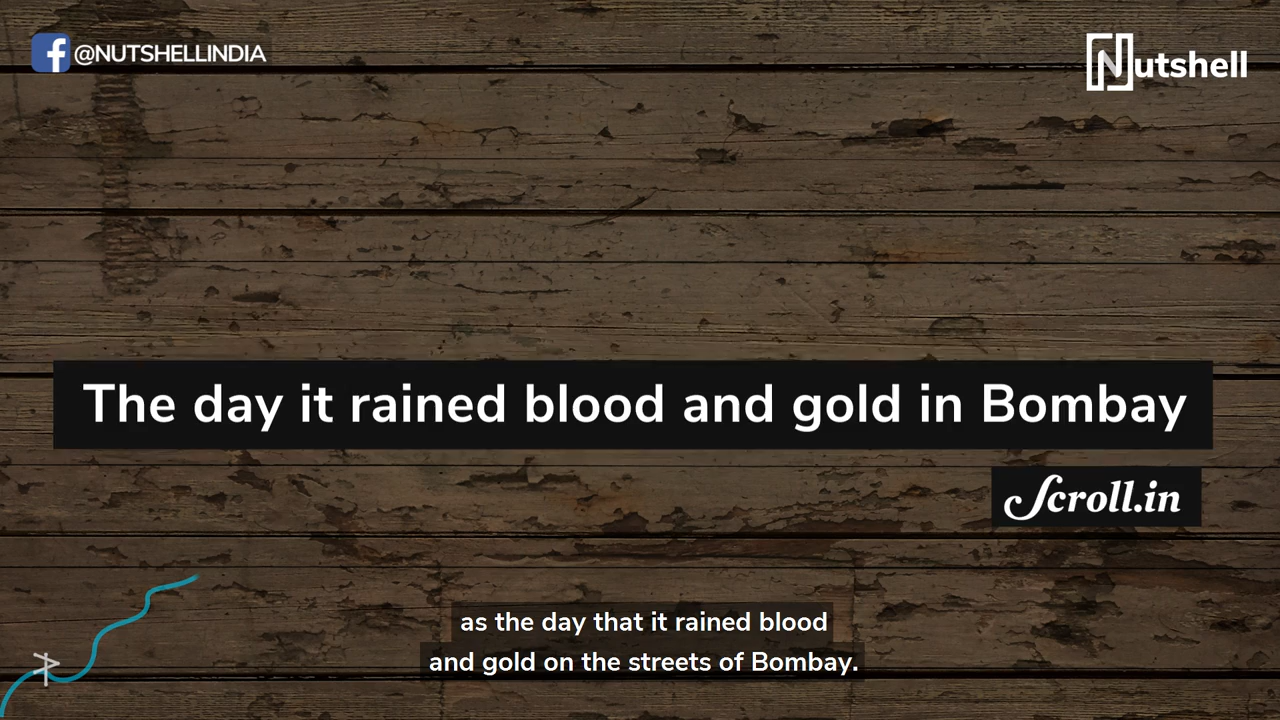 @NUTSHELLINDIA
Nutshell
The day it rained blood and gold in Bombay
Scroll.in
as the day that it rained blood
and gold on the streets of Bombay.